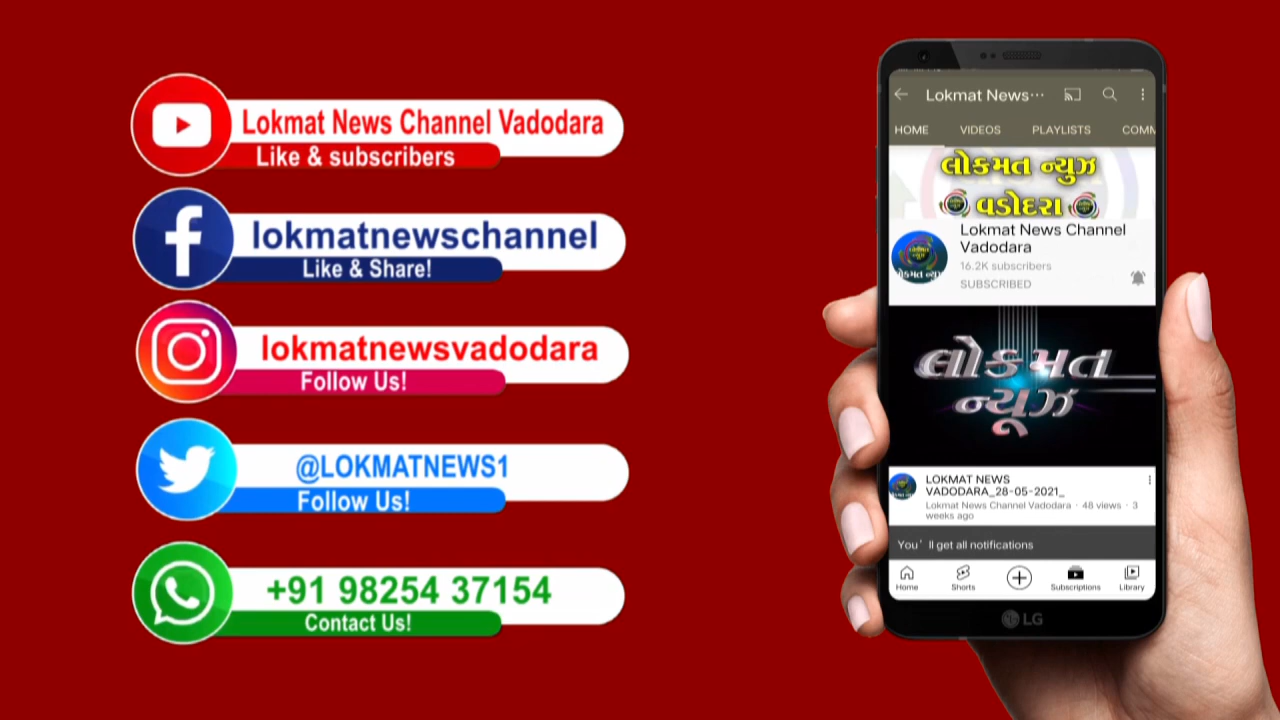 Lokmat News Channel Vadodara
Like & subscribers
lokmatnewschannel
Like & Share!
lokmatnewsvadodara
Follow Us!
@LOKMATNEWS1
Follow Us!
+91 98254 37154
Contact Us!
Lokmat News···
HOME VIDEOS PLAYLISTS COMM
લોકમત ન્યુઝ
વડોદરા
Lokmat News Channel
Vadodara
16.2K subscribers
SUBSCRIBED
લોકમત ન્યુઝ
લોકમત
ન્યૂઝ
LOKMAT NEWS
VADODARA_28-05-2021_
Lokmat News Channel Vadodara · 48 views · 3
weeks ago
You' ll get all notifications
Home Shorts Subscriptions Library
LG